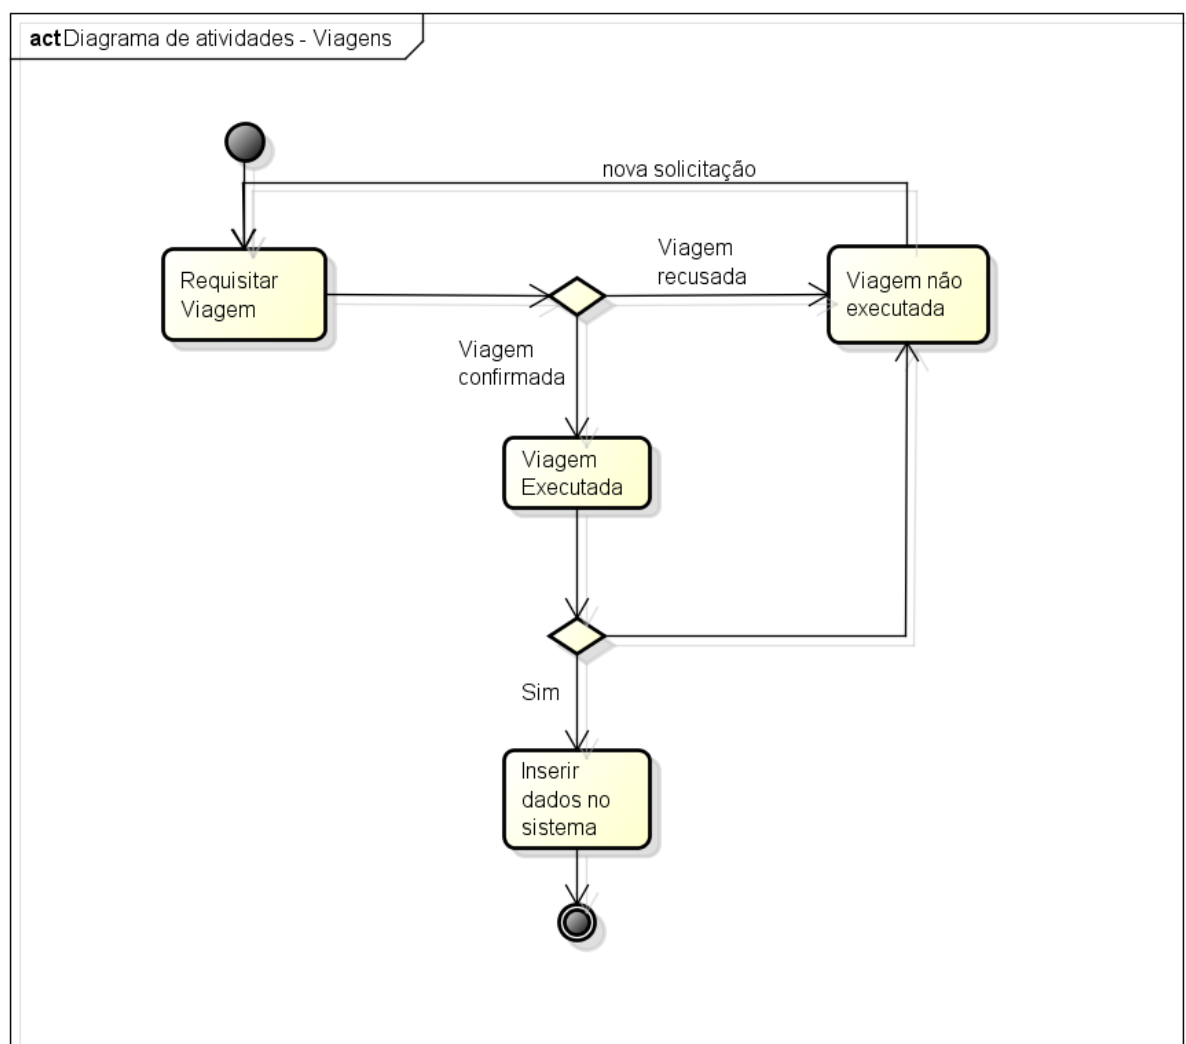 act Diagrama de atividades - Viagens
nova solicitação
Viagem
recusada
Requisitar
Viagem
Viagem não
executada
Viagem
confirmada
Viagem
Executada
Sim
Inserir
dados no
sistema